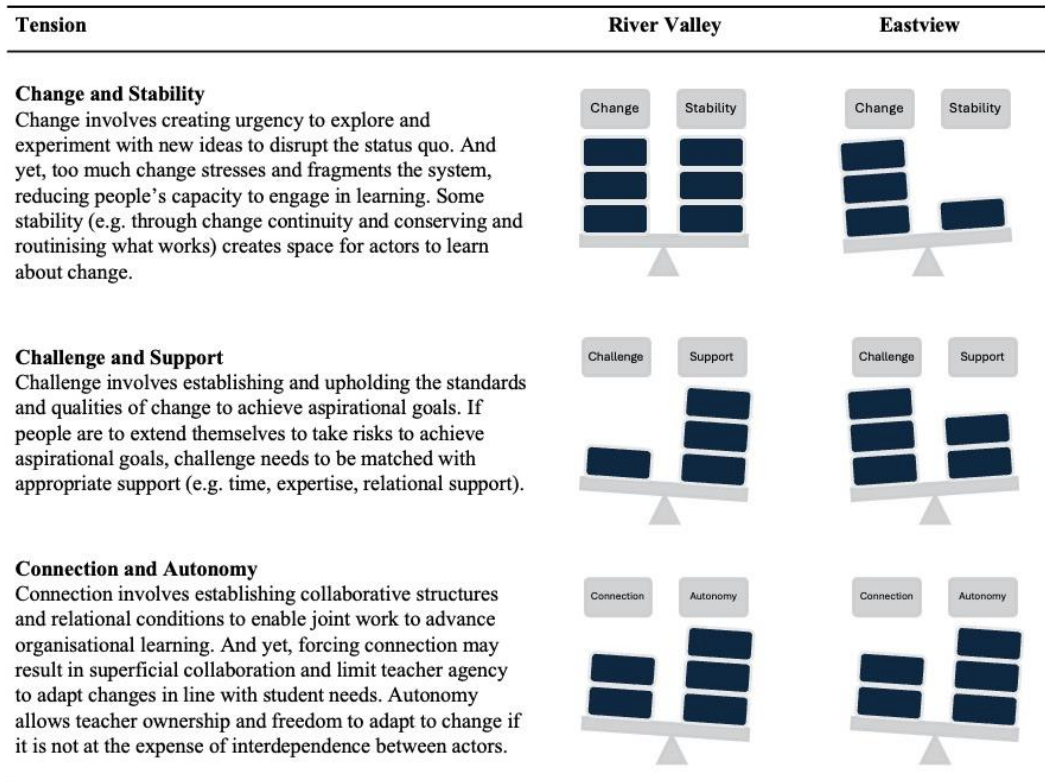 Tension River Valley Eastview
Change and Stability
Change involves creating urgency to explore and
experiment with new ideas to disrupt the status quo. And
yet, too much change stresses and fragments the system,
reducing people’s capacity to engage in learning. Some
stability (e.g. through change continuity and conserving and
routinising what works) creates space for actors to learn
about change.
Change Stability Change Stability
Challenge and Support
Challenge involves establishing and upholding the standards
and qualities of change to achieve aspirational goals. If
people are to extend themselves to take risks to achieve
aspirational goals, challenge needs to be matched with
appropriate support (e.g. time, expertise, relational support).
Challenge Support Challenge Support
Connection and Autonomy
Connection involves establishing collaborative structures
and relational conditions to enable joint work to advance
organisational learning. And yet, forcing connection may
result in superficial collaboration and limit teacher agency
to adapt changes in line with student needs. Autonomy
allows teacher ownership and freedom to adapt to change if
it is not at the expense of interdependence between actors.
Connection Autonomy Connection Autonomy